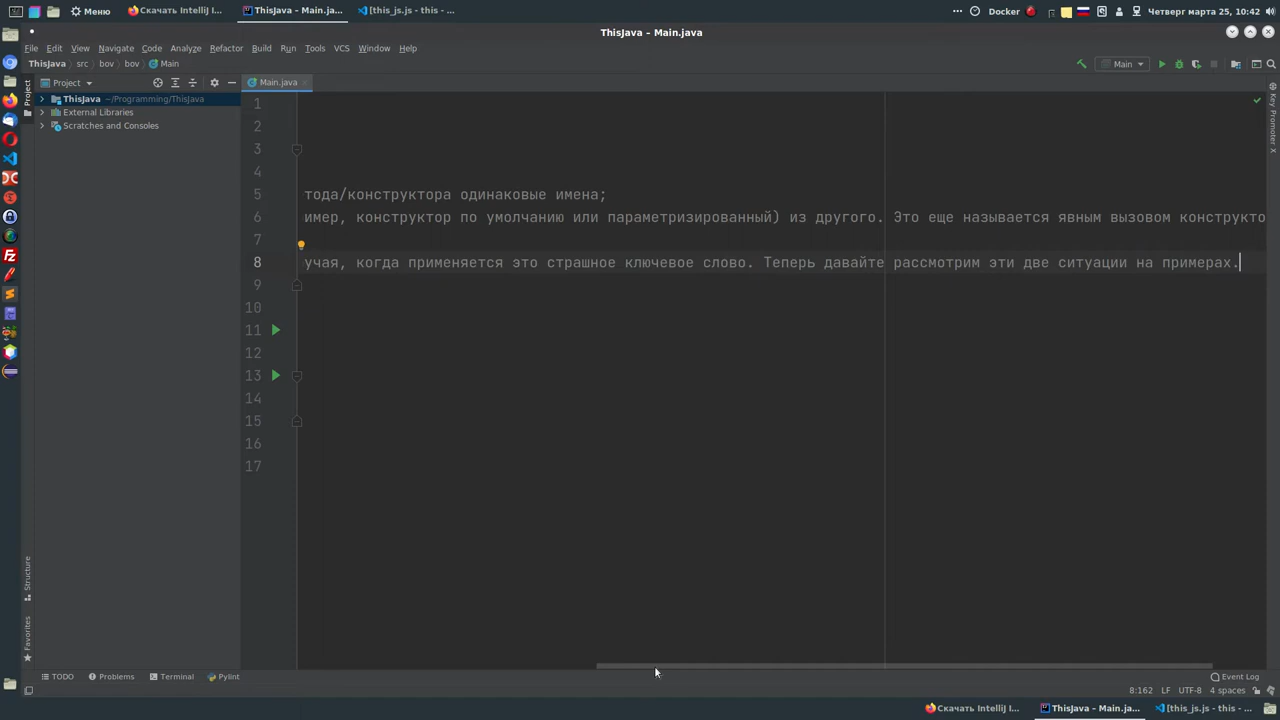 Меню
Скачать IntelliJ I...
ThisJava – Main.ja...
[this_js.js - this - ...
Docker
Четверг марта 25, 10:42
ThisJava – Main.java
File Edit View Navigate Code Analyze Refactor Build Run Tools VCS Window Help
ThisJava src bov bov Main
Main
Project
Main.java
Project
ThisJava ~/Programming/ThisJava
External Libraries
Scratches and Consoles
Key Promoter X
1
2
3
4
5 тода/конструктора одинаковые имена;
6 имер, конструктор по умолчанию или параметризированный) из другого. Это еще называется явным вызовом конструкто
7
8 учая, когда применяется это страшное ключевое слово. Теперь давайте рассмотрим эти две ситуации на примерах.
9
10
11
12
13
14
15
16
17
Structure
Favorites
TODO Problems Terminal Pylint Event Log
8:162 LF UTF-8 4 spaces
Скачать IntelliJ I...
ThisJava – Main.ja...
[this_js.js - this - ...